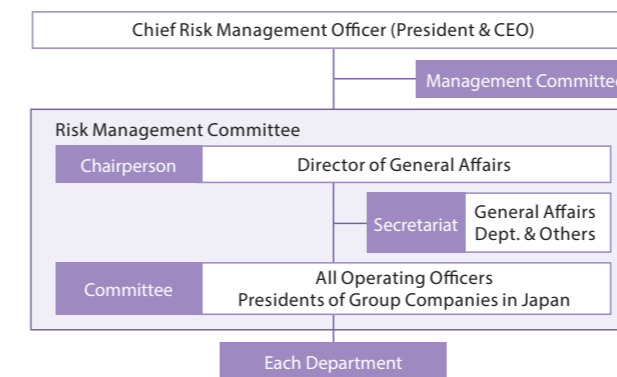 Chief Risk Management Officer (President & CEO)
Management Committee
Risk Management Committee
Chairperson
Director of General Affairs
Secretariat
General Affairs
Dept. & Others
Committee
All Operating Officers
Presidents of Group Companies in Japan
Each Department